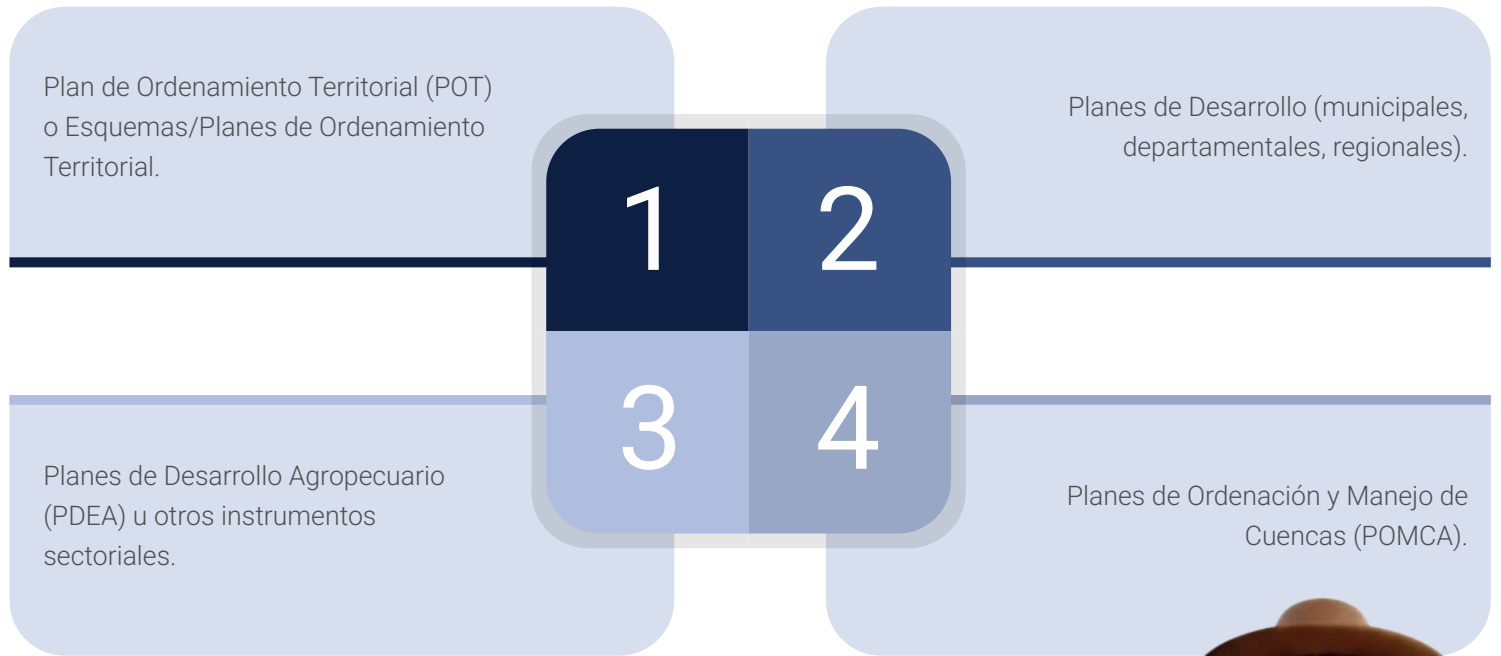 Plan de Ordenamiento Territorial (POT)
o Esquemas/Planes de Ordenamiento
Territorial.
1
2
Planes de Desarrollo (municipales,
departamentales, regionales).
3
Planes de Desarrollo Agropecuario
(PDEA) u otros instrumentos
sectoriales.
4
Planes de Ordenación y Manejo de
Cuencas (POMCA).